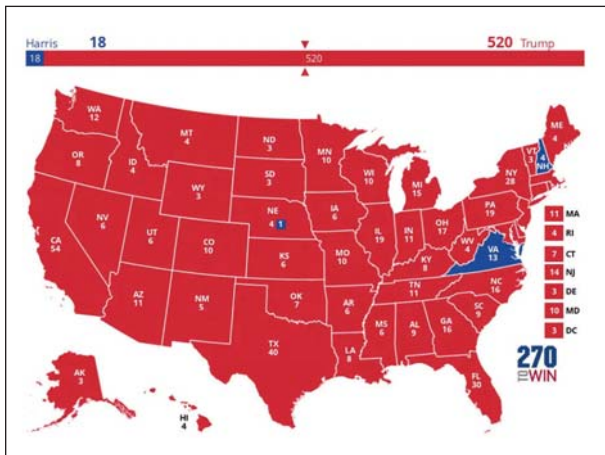 Harris 18 520 Trump
18 520
WA
12
OR
8
CA
54
NV
6
ID
4
MT
4
WY
3
UT
6
AZ
11
CO
10
NM
5
ND
3
SD
3
NE
4 1
KS
6
OK
7
TX
40
MN
10
IA
6
MO
10
AR
6
LA
8
WI
10
IL
19
MS
6
MI
15
IN
11
KY
8
TN
11
AL
9
OH
17
WV
4
VA
13
NC
16
SC
9
GA
16
FL
30
PA
19
NY
28
VT
3
4
NH
ME
4
11 MA
4 RI
7 CT
14 NJ
3 DE
10 MD
3 DC
AK
3
HI
4
270
TO WIN